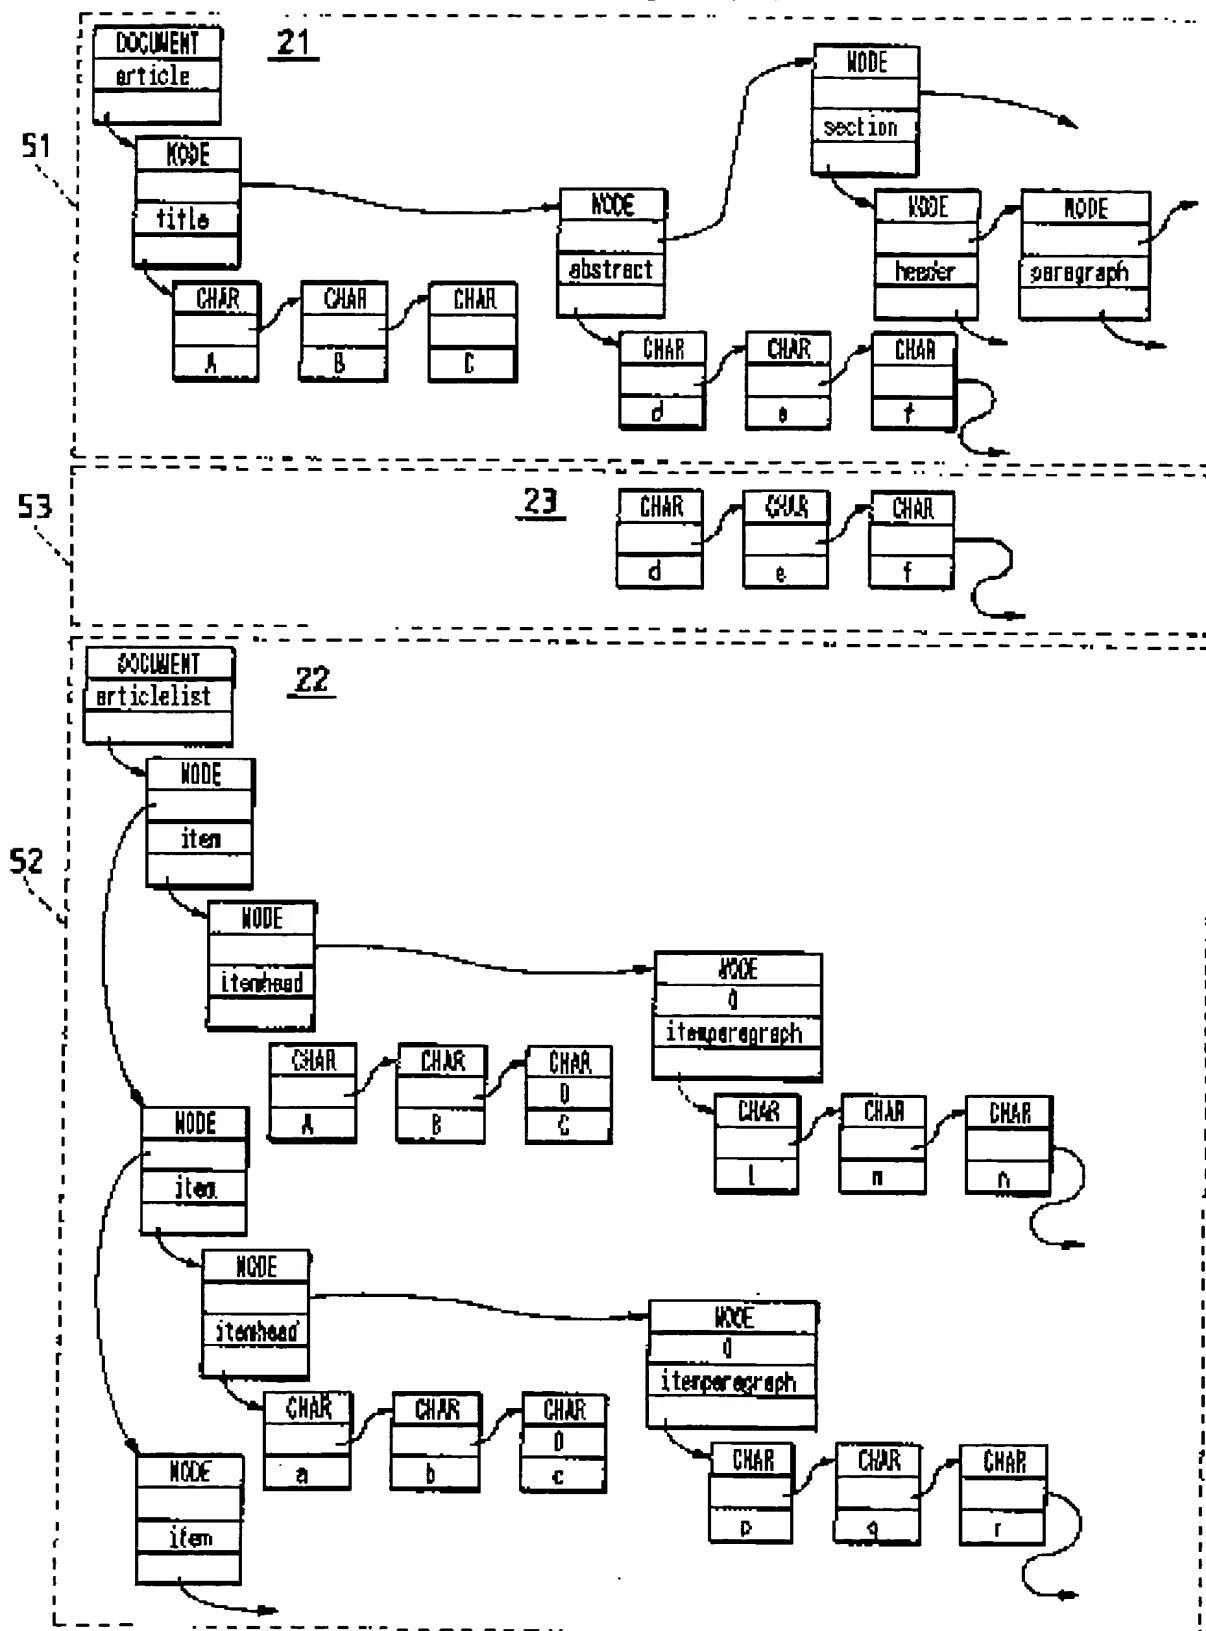 DOCUMENT
article
21
NODE
section
51
NODE
title
NODE
abstract
NODE
header
NODE
paragraph
CHAR
A
CHAR
B
CHAR
C
CHAR
d
CHAR
e
CHAR
f
53
23
CHAR
d
CHAR
e
CHAR
f
DOCUMENT
articlelist
22
NODE
item
52
NODE
itemhead
NODE
0
itemparagraph
CHAR
A
CHAR
B
CHAR
0
C
CHAR
l
CHAR
m
CHAR
n
NODE
item
NODE
itemhead
NODE
0
itemparagraph
CHAR
a
CHAR
b
CHAR
0
c
CHAR
p
CHAR
q
CHAR
r
NODE
item